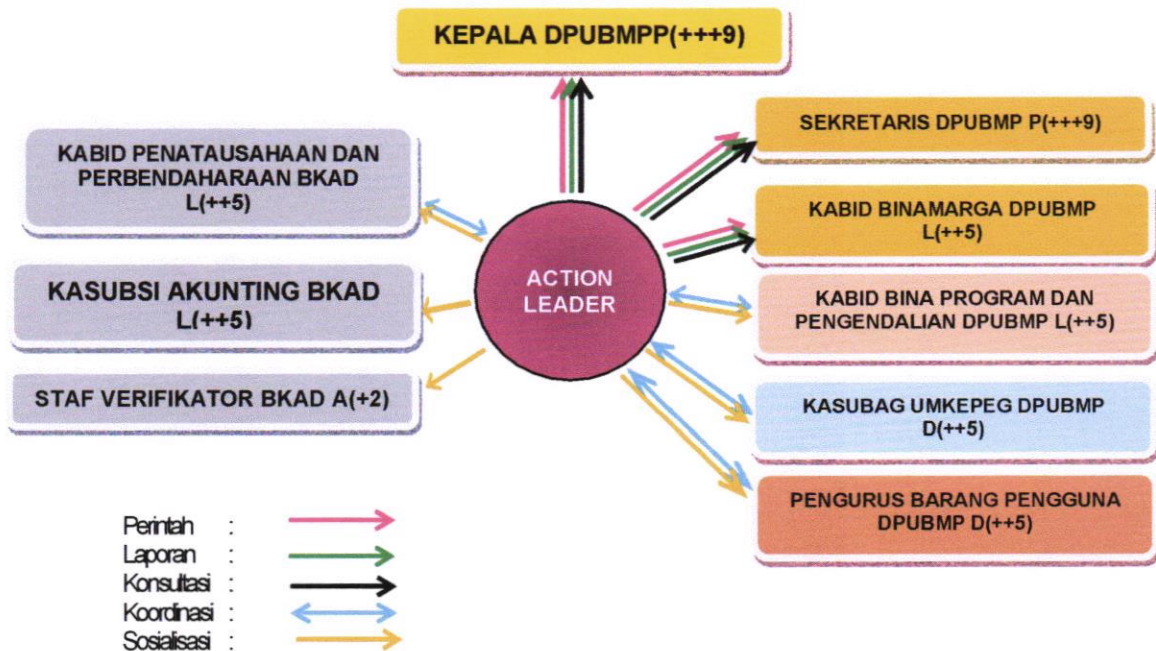 KEPALA DPUBMPP(+++9)
SEKRETARIS DPUBMP P(+++9)
KABID PENATAUSAHAAN DAN
PERBENDAHARAAN BKAD
L(++5)
KABID BINAMARGA DPUBMP
L(++5)
ACTION
LEADER
KASUBSI AKUNTING BKAD
L(++5)
KABID BINA PROGRAM DAN
PENGENDALIAN DPUBMP L(++5)
STAF VERIFIKATOR BKAD A(+2)
KASUBAG UMKEPEG DPUBMP
D(++5)
PENGURUS BARANG PENGGUNA
DPUBMP D(++5)
Perintah :
Laporan :
Konsultasi :
Koordinasi :
Sosialisasi :